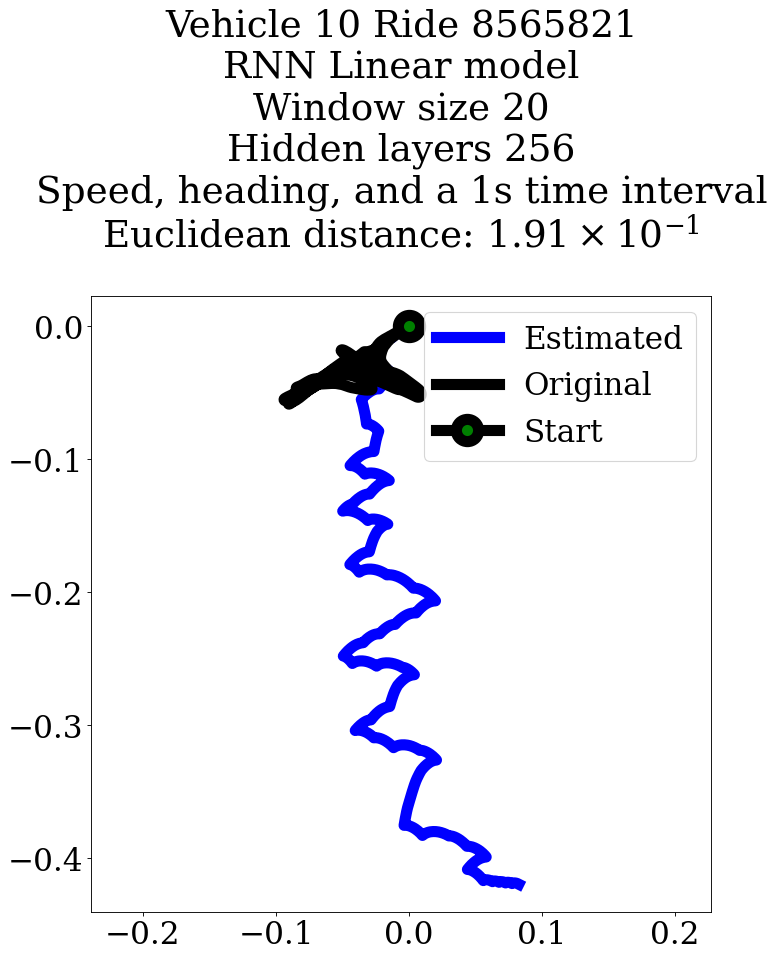 Vehicle 10 Ride 8565821
RNN Linear model
Window size 20
Hidden layers 256
Speed, heading, and a 1s time interval
Euclidean distance: 1.91 × 10⁻¹
Estimated
Original
Start
0.0
−0.1
−0.2
−0.3
−0.4
−0.2 −0.1 0.0 0.1 0.2